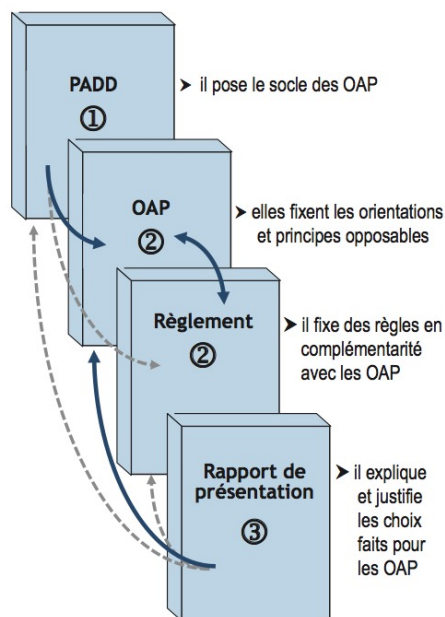 PADD
①
➤ il pose le socle des OAP
OAP
②
➤ elles fixent les orientations
et principes opposables
Règlement
②
➤ il fixe des règles en
complémentarité
avec les OAP
Rapport de
présentation
③
➤ il explique
et justifie
les choix
faits pour
les OAP